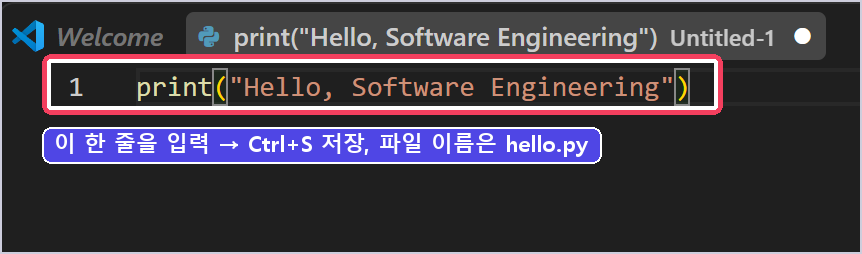 Welcome print("Hello, Software Engineering") Untitled-1
1 print("Hello, Software Engineering")
이 한 줄을 입력 → Ctrl+S 저장, 파일 이름은 hello.py